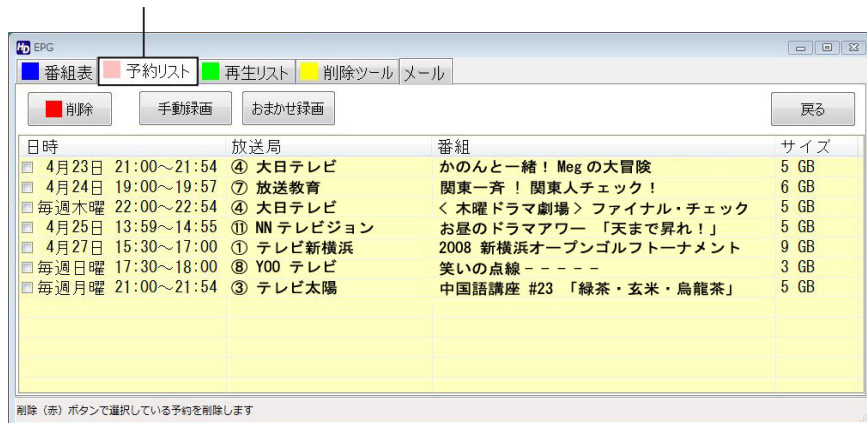 HD EPG
番組表 予約リスト 再生リスト 削除ツール メール
削除 手動録画 おまかせ録画 戻る
日時 放送局 番組 サイズ
4月23日 21:00～21:54 ④ 大日テレビ かのんと一緒！ Meg の大冒険 5 GB
4月24日 19:00～19:57 ⑦ 放送教育 関東一斉 ！ 関東人チェック！ 6 GB
毎週木曜 22:00～22:54 ④ 大日テレビ < 木曜ドラマ劇場 > ファイナル・チェック 5 GB
4月25日 13:59～14:55 ⑪ NN テレビジョン お昼のドラマアワー 「天まで昇れ！」 5 GB
4月27日 15:30～17:00 ① テレビ新横浜 2008 新横浜オープンゴルフトーナメント 9 GB
毎週日曜 17:30～18:00 ⑧ YOO テレビ 笑いの点線 – – – – – 3 GB
毎週月曜 21:00～21:54 ③ テレビ太陽 中国語講座 #23 「緑茶・玄米・烏龍茶」 5 GB
削除（赤）ボタンで選択している予約を削除します